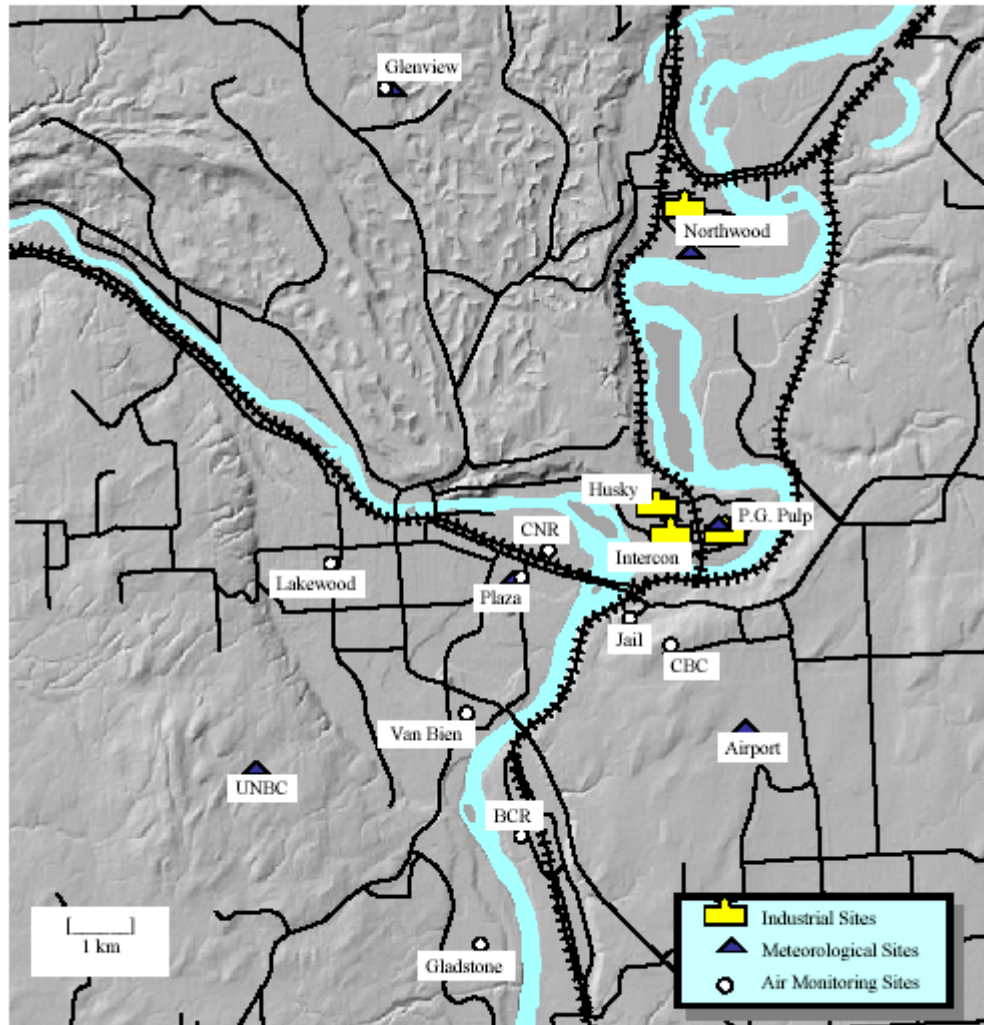 Glenview
Northwood
Husky
P.G. Pulp
CNR
Intercon
Lakewood
Plaza
Jail
CBC
Van Bien
Airport
UNBC
BCR
Gladstone
1 km
Industrial Sites
Meteorological Sites
Air Monitoring Sites